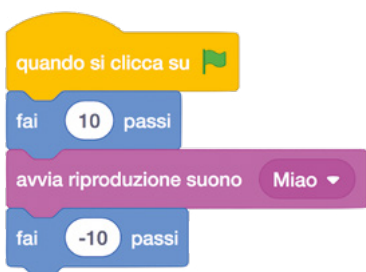 quando si clicca su
fai 10 passi
avvia riproduzione suono Miao
fai -10 passi